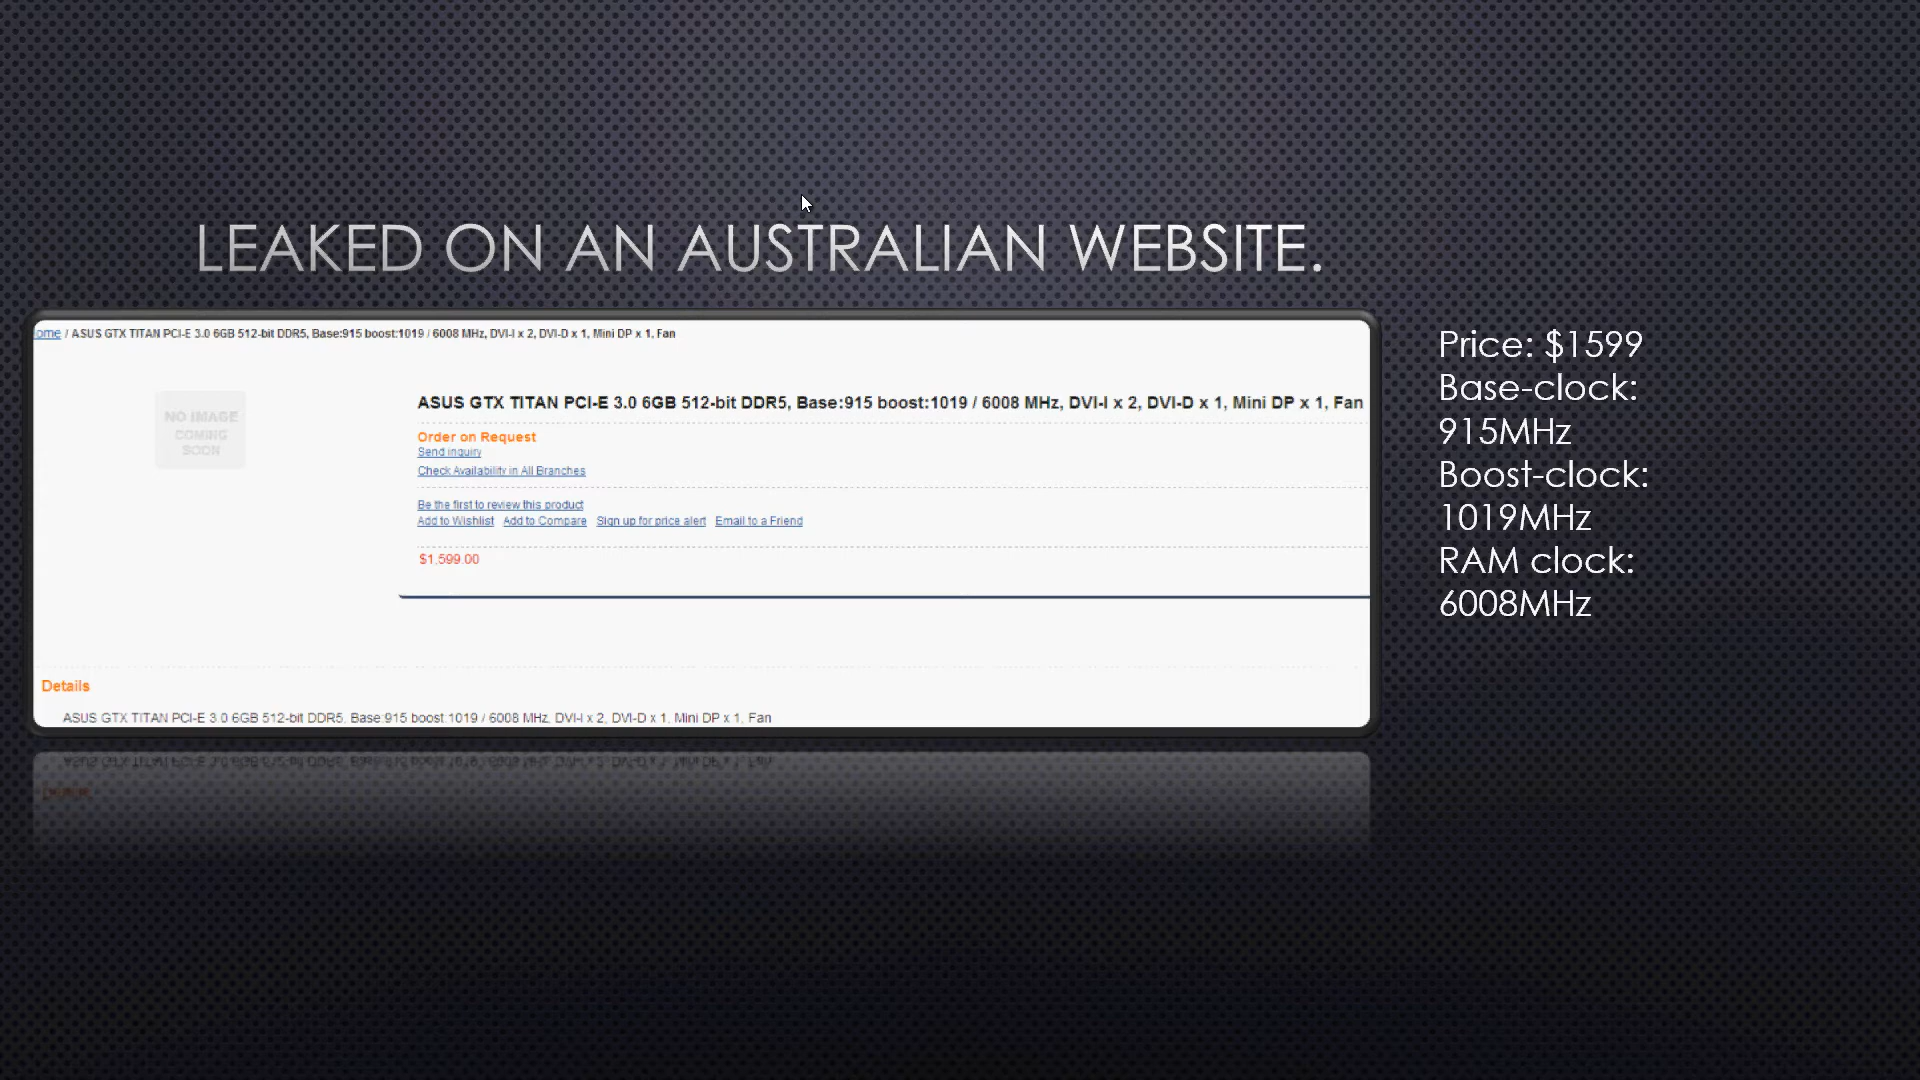 LEAKED ON AN AUSTRALIAN WEBSITE.
ome / ASUS GTX TITAN PCI-E 3.0 6GB 512-bit DDR5, Base:915 boost:1019 / 6008 MHz, DVI-I x 2, DVI-D x 1, Mini DP x 1, Fan
NO IMAGE
COMING
SOON
ASUS GTX TITAN PCI-E 3.0 6GB 512-bit DDR5, Base:915 boost:1019 / 6008 MHz, DVI-I x 2, DVI-D x 1, Mini DP x 1, Fan
Order on Request
Send inquiry
Check Availability in All Branches
Be the first to review this product
Add to Wishlist Add to Compare Sign up for price alert Email to a Friend
$1,599.00
Details
ASUS GTX TITAN PCI-E 3.0 6GB 512-bit DDR5, Base:915 boost:1019 / 6008 MHz, DVI-I x 2, DVI-D x 1, Mini DP x 1, Fan
Price: $1599
Base-clock:
915MHz
Boost-clock:
1019MHz
RAM clock:
6008MHz